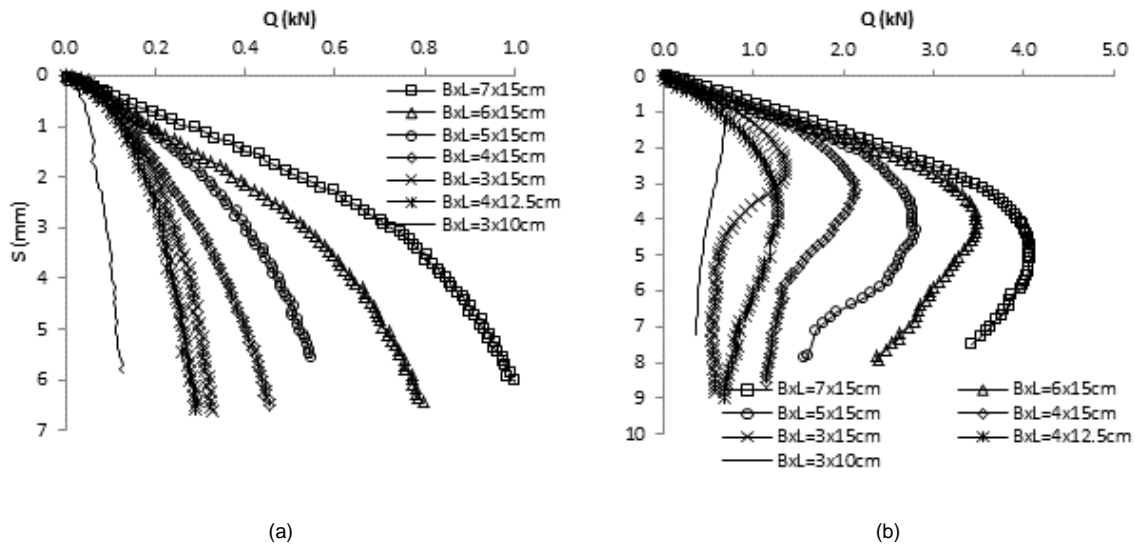 Q (kN)
0.0 0.2 0.4 0.6 0.8 1.0
0
1
2
3
4
5
6
7
S (mm)
BxL=7x15cm
BxL=6x15cm
BxL=5x15cm
BxL=4x15cm
BxL=3x15cm
BxL=4x12.5cm
BxL=3x10cm
(a)
Q (kN)
0.0 1.0 2.0 3.0 4.0 5.0
0
1
2
3
4
5
6
7
8
9
10
BxL=7x15cm BxL=6x15cm
BxL=5x15cm BxL=4x15cm
BxL=3x15cm BxL=4x12.5cm
BxL=3x10cm
(b)